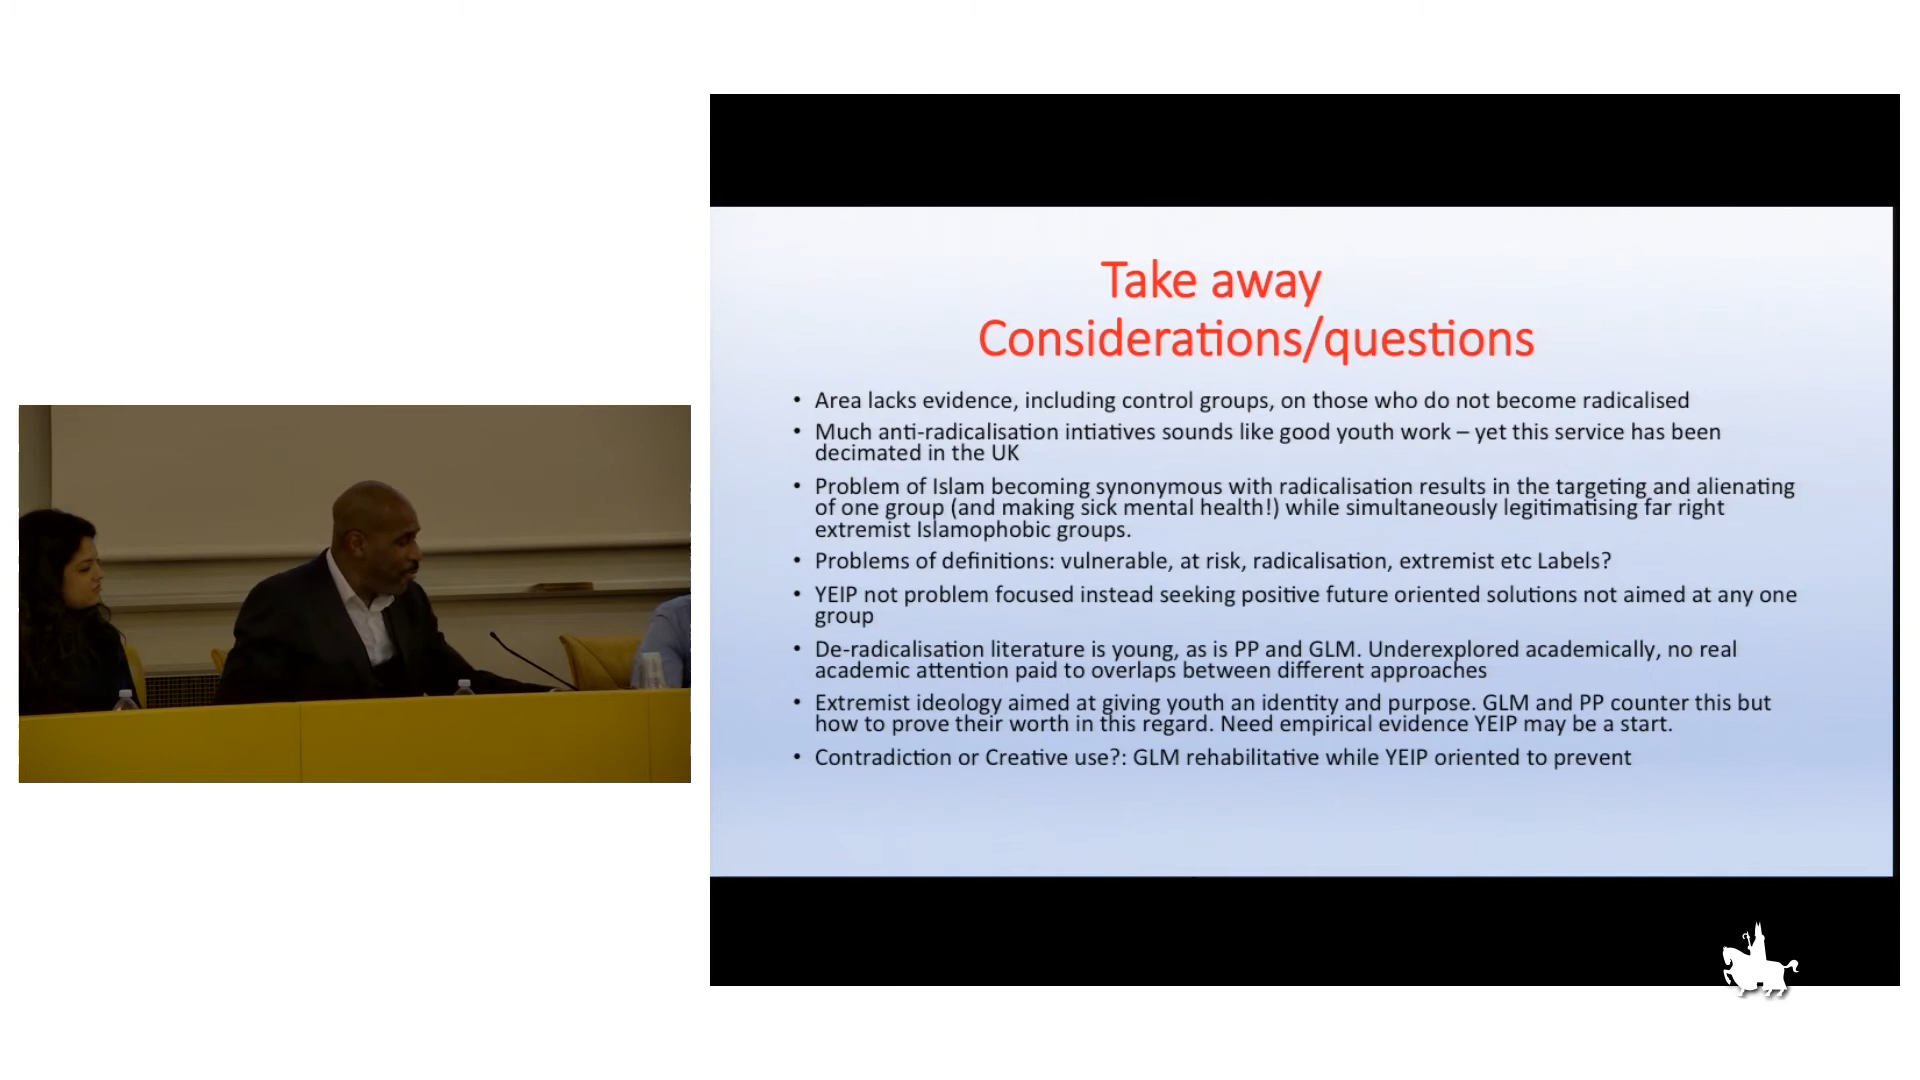 Take away
Considerations/questions
• Area lacks evidence, including control groups, on those who do not become radicalised
• Much anti-radicalisation intiatives sounds like good youth work – yet this service has been
decimated in the UK
• Problem of Islam becoming synonymous with radicalisation results in the targeting and alienating
of one group (and making sick mental health!) while simultaneously legitimatising far right
extremist Islamophobic groups.
• Problems of definitions: vulnerable, at risk, radicalisation, extremist etc Labels?
• YEIP not problem focused instead seeking positive future oriented solutions not aimed at any one
group
• De-radicalisation literature is young, as is PP and GLM. Underexplored academically, no real
academic attention paid to overlaps between different approaches
• Extremist ideology aimed at giving youth an identity and purpose. GLM and PP counter this but
how to prove their worth in this regard. Need empirical evidence YEIP may be a start.
• Contradiction or Creative use?: GLM rehabilitative while YEIP oriented to prevent